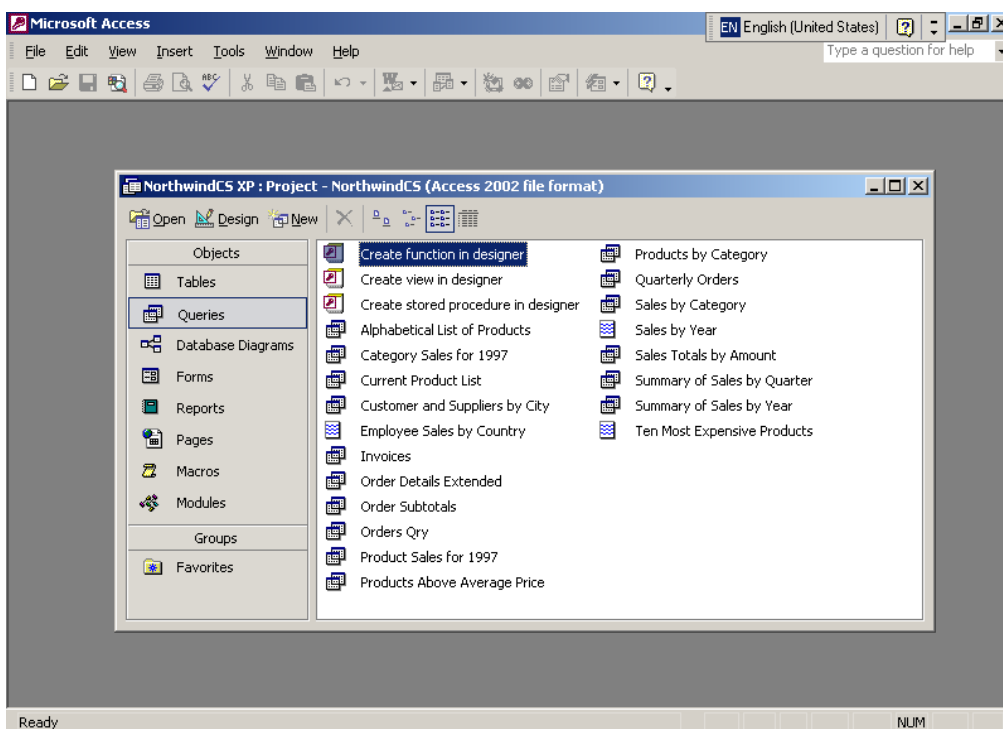 Microsoft Access
EN English (United States)
File Edit View Insert Tools Window Help
Type a question for help
NorthwindCS XP : Project - NorthwindCS (Access 2002 file format)
Open Design New
Objects
Tables
Queries
Database Diagrams
Forms
Reports
Pages
Macros
Modules
Groups
Favorites
Create function in designer
Create view in designer
Create stored procedure in designer
Alphabetical List of Products
Category Sales for 1997
Current Product List
Customer and Suppliers by City
Employee Sales by Country
Invoices
Order Details Extended
Order Subtotals
Orders Qry
Product Sales for 1997
Products Above Average Price
Products by Category
Quarterly Orders
Sales by Category
Sales by Year
Sales Totals by Amount
Summary of Sales by Quarter
Summary of Sales by Year
Ten Most Expensive Products
Ready
NUM